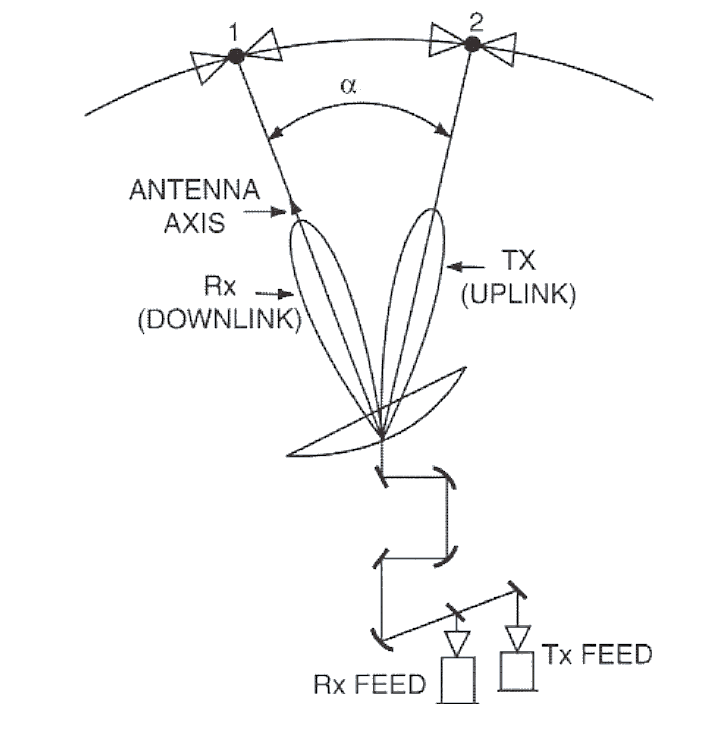 1
2
α
ANTENNA
AXIS
Rx
(DOWNLINK)
TX
(UPLINK)
Tx FEED
Rx FEED